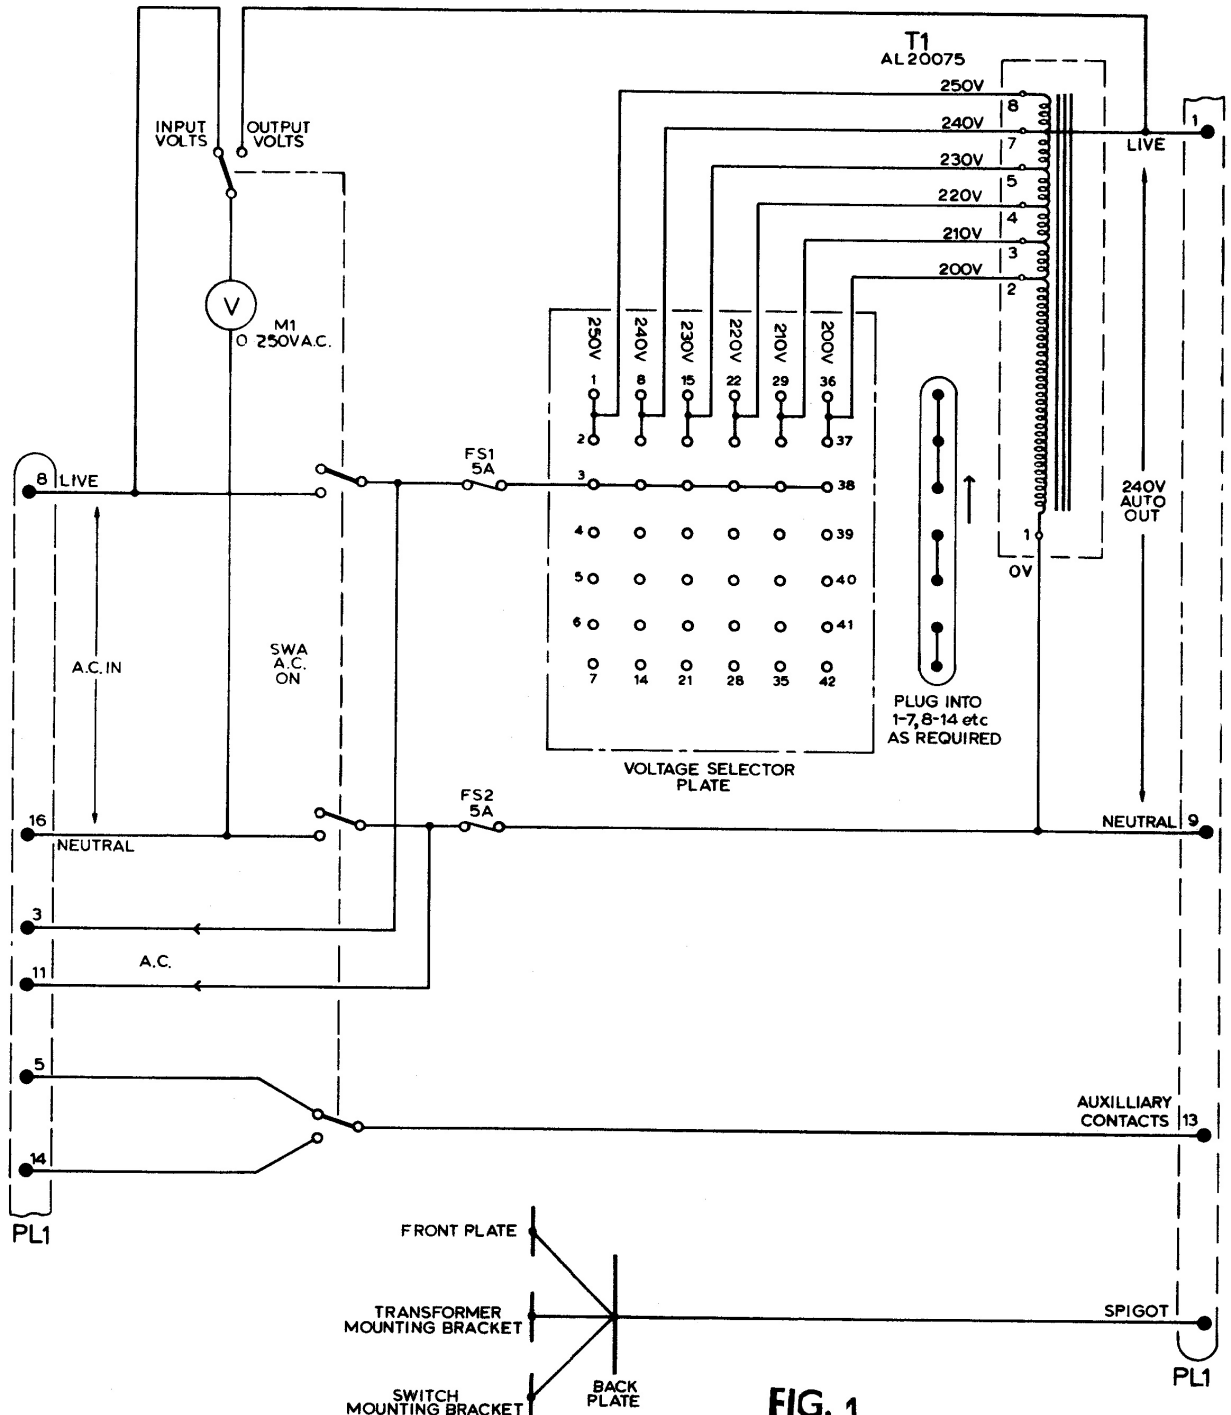 T1
AL20075
250V
8
1
240V
7
LIVE
INPUT
VOLTS
OUTPUT
VOLTS
230V
5
220V
4
210V
3
200V
2
V
M1
0 250V A.C.
250V
240V
230V
220V
210V
200V
1
8
15
22
29
36
2
37
FS1
5A
3
38
8
LIVE
240V
AUTO
OUT
4
39
1
0V
5
40
6
41
SWA
A.C.
ON
A.C. IN
7
14
21
28
35
42
PLUG INTO
1-7, 8-14 etc
AS REQUIRED
VOLTAGE SELECTOR
PLATE
FS2
5A
16
NEUTRAL
NEUTRAL
9
3
A.C.
11
5
AUXILLIARY
CONTACTS
13
14
PL1
FRONT PLATE
TRANSFORMER
MOUNTING BRACKET
SPIGOT
SWITCH
MOUNTING BRACKET
BACK
PLATE
PL1
FIG. 1